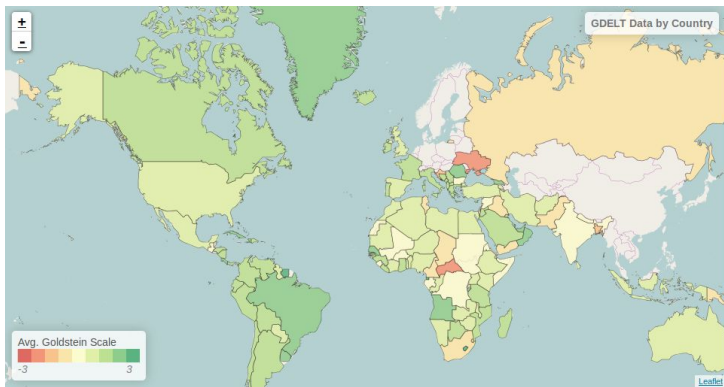 +
-
GDELT Data by Country
Avg. Goldstein Scale
-3 3
Leaflet